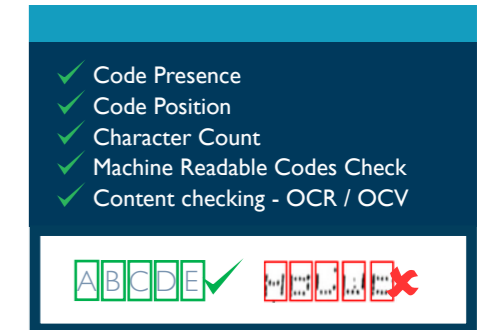 Code Presence
Code Position
Character Count
Machine Readable Codes Check
Content checking - OCR / OCV
ABCDE